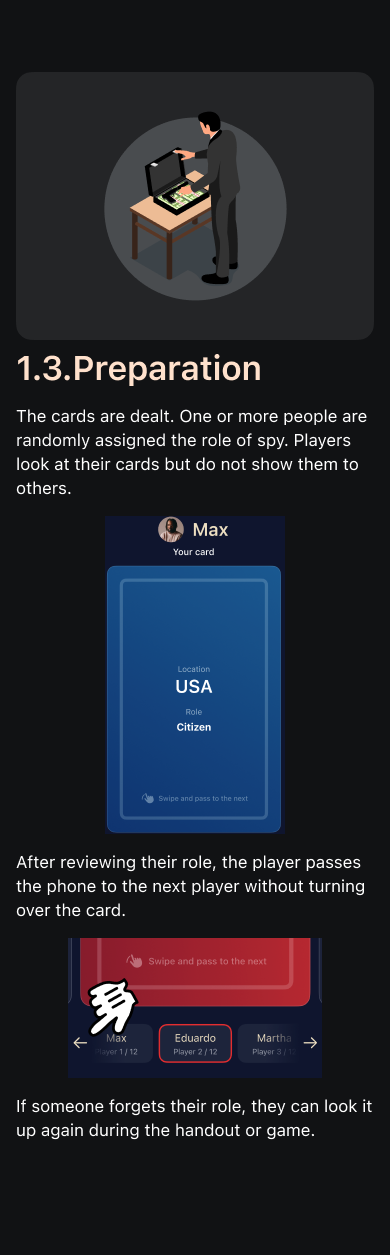 1.3.Preparation
The cards are dealt. One or more people are
randomly assigned the role of spy. Players
look at their cards but do not show them to
others.
Max
Your card
Location
USA
Role
Citizen
Swipe and pass to the next
After reviewing their role, the player passes
the phone to the next player without turning
over the card.
Swipe and pass to the next
Max
Player 1 / 12
Eduardo
Player 2 / 12
Martha
Player 3 / 12
If someone forgets their role, they can look it
up again during the handout or game.